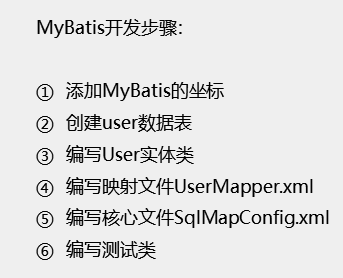 MyBatis开发步骤:
① 添加MyBatis的坐标
② 创建user数据表
③ 编写User实体类
④ 编写映射文件UserMapper.xml
⑤ 编写核心文件SqlMapConfig.xml
⑥ 编写测试类